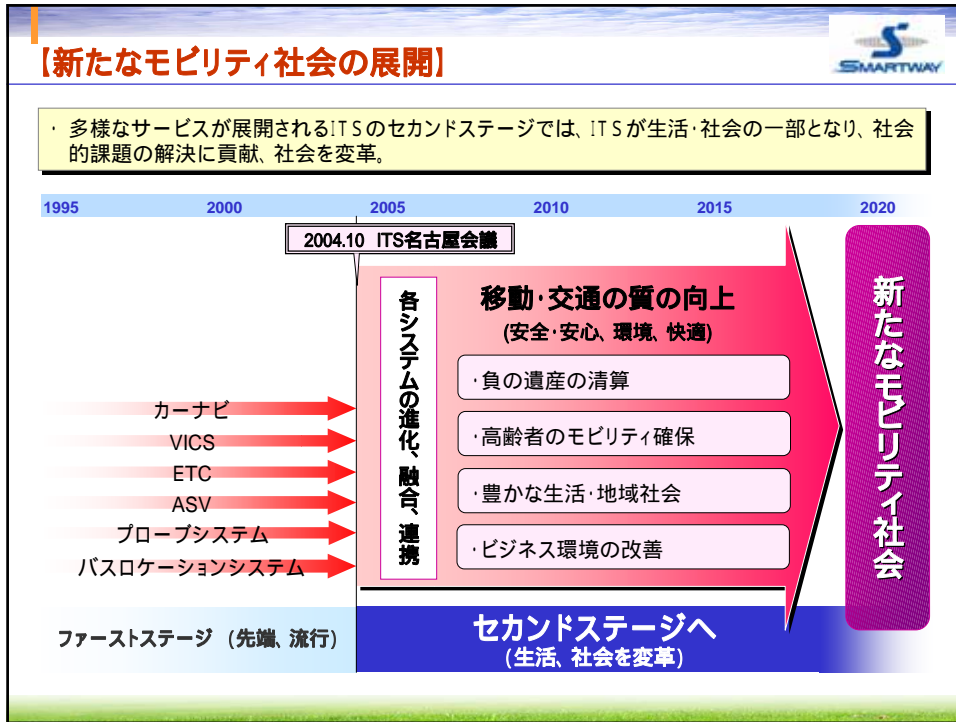 【新たなモビリティ社会の展開】
SMARTWAY
・ 多様なサービスが展開されるITSのセカンドステージでは、ITSが生活・社会の一部となり、社会
的課題の解決に貢献、社会を変革。
1995 2000 2005 2010 2015 2020
2004.10 ITS名古屋会議
各システムの進化、融合、連携
移動・交通の質の向上
(安全・安心、環境、快適)
・負の遺産の清算
・高齢者のモビリティ確保
・豊かな生活・地域社会
・ビジネス環境の改善
カーナビ
VICS
ETC
ASV
プローブシステム
バスロケーションシステム
新たなモビリティ社会
ファーストステージ (先端、流行)
セカンドステージへ
(生活、社会を変革)